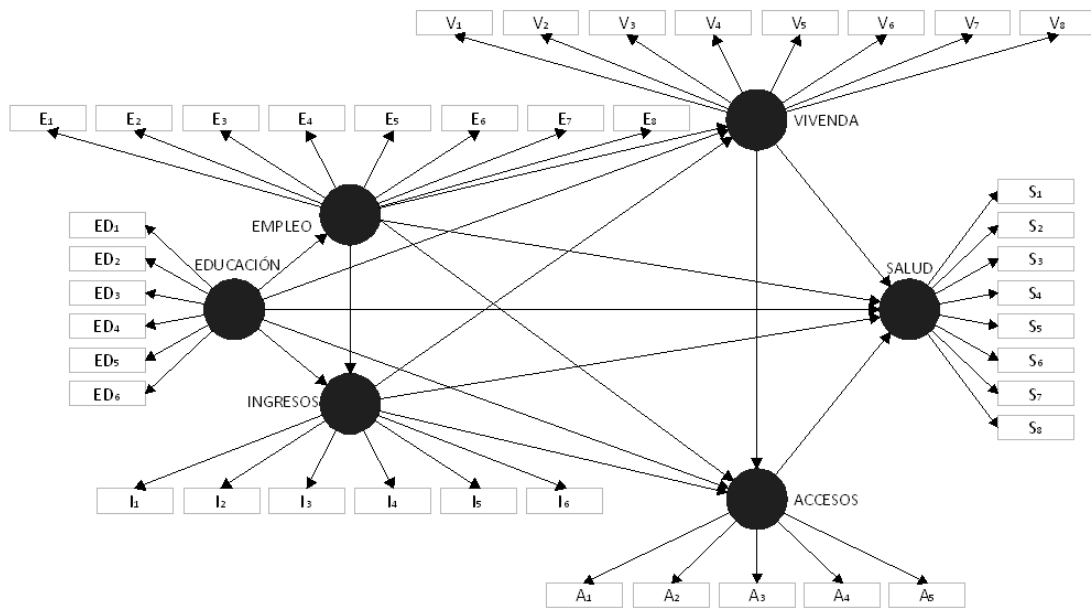 V₁ V₂ V₃ V₄ V₅ V₆ V₇ V₈
E₁ E₂ E₃ E₄ E₅ E₆ E₇ E₈
VIVENDA
EMPLEO
ED₁
ED₂
ED₃
ED₄
ED₅
ED₆
EDUCACIÓN
SALUD
S₁
S₂
S₃
S₄
S₅
S₆
S₇
S₈
INGRESOS
I₁ I₂ I₃ I₄ I₅ I₆
ACCESOS
A₁ A₂ A₃ A₄ A₅